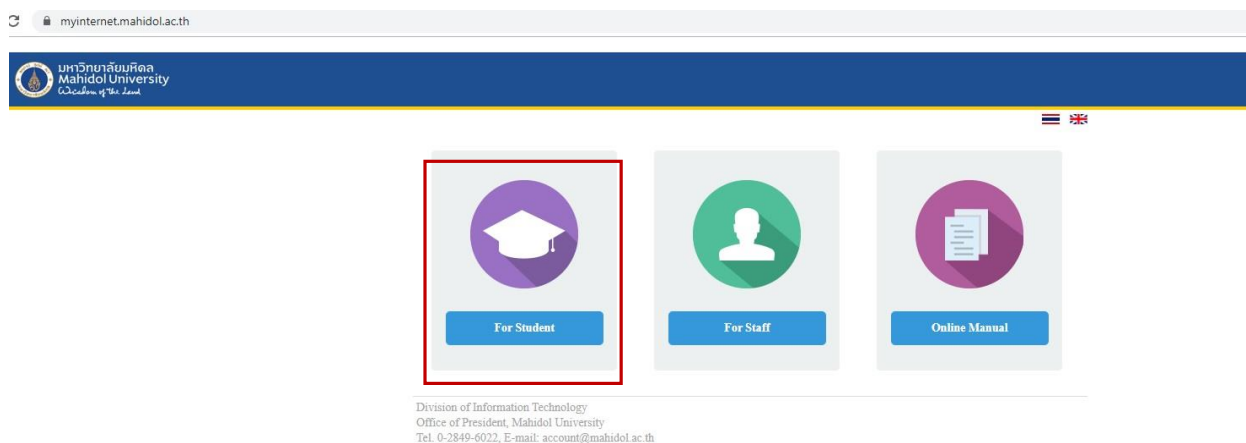 myinternet.mahidol.ac.th
มหาวิทยาลัยมหิดล
Mahidol University
Wisdom of the Land
For Student
For Staff
Online Manual
Division of Information Technology
Office of President, Mahidol University
Tel. 0-2849-6022, E-mail: account@mahidol.ac.th